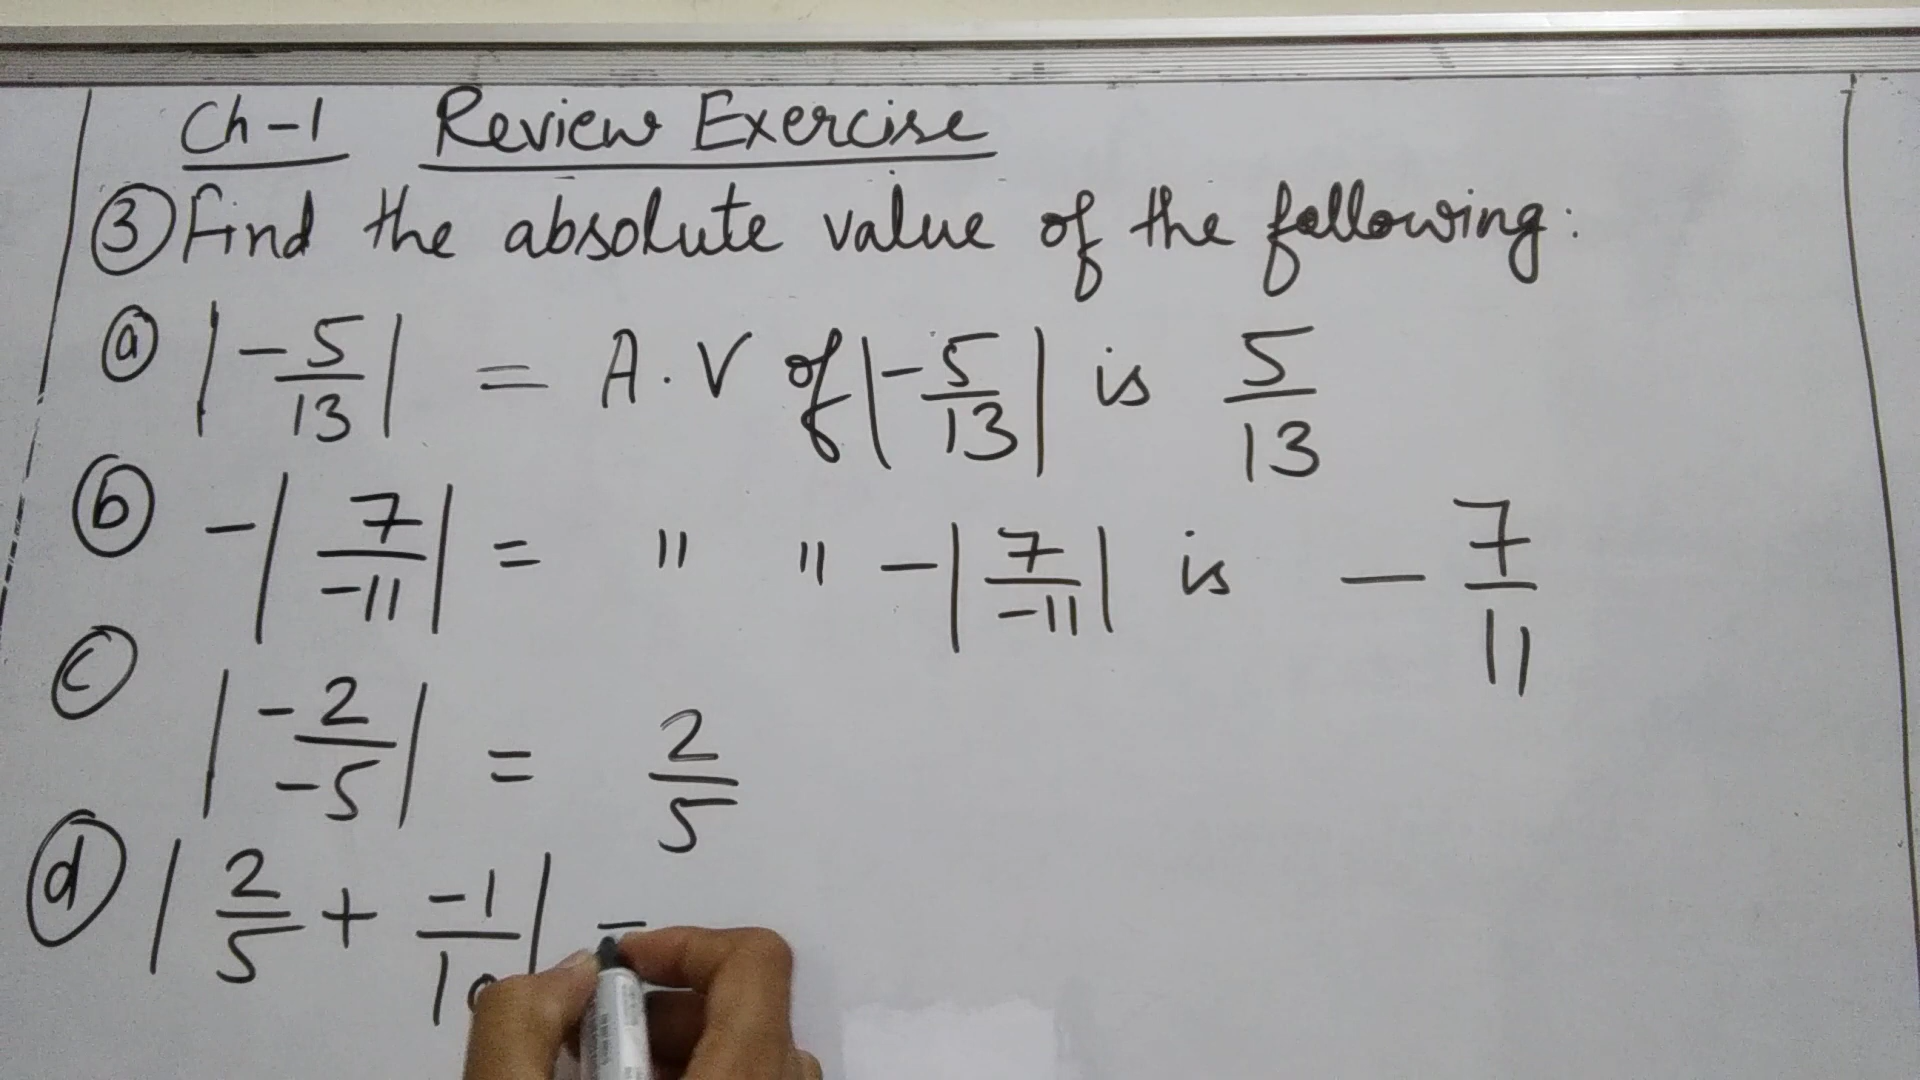 Ch-1 Review Exercise
③ Find the absolute value of the following:
ⓐ |-5/13| = A.V of |-5/13| is 5/13
ⓑ -|7/-11| = " " -|7/-11| is - 7/11
ⓒ |-2/-5| = 2/5
ⓓ |2/5 + -1/10|